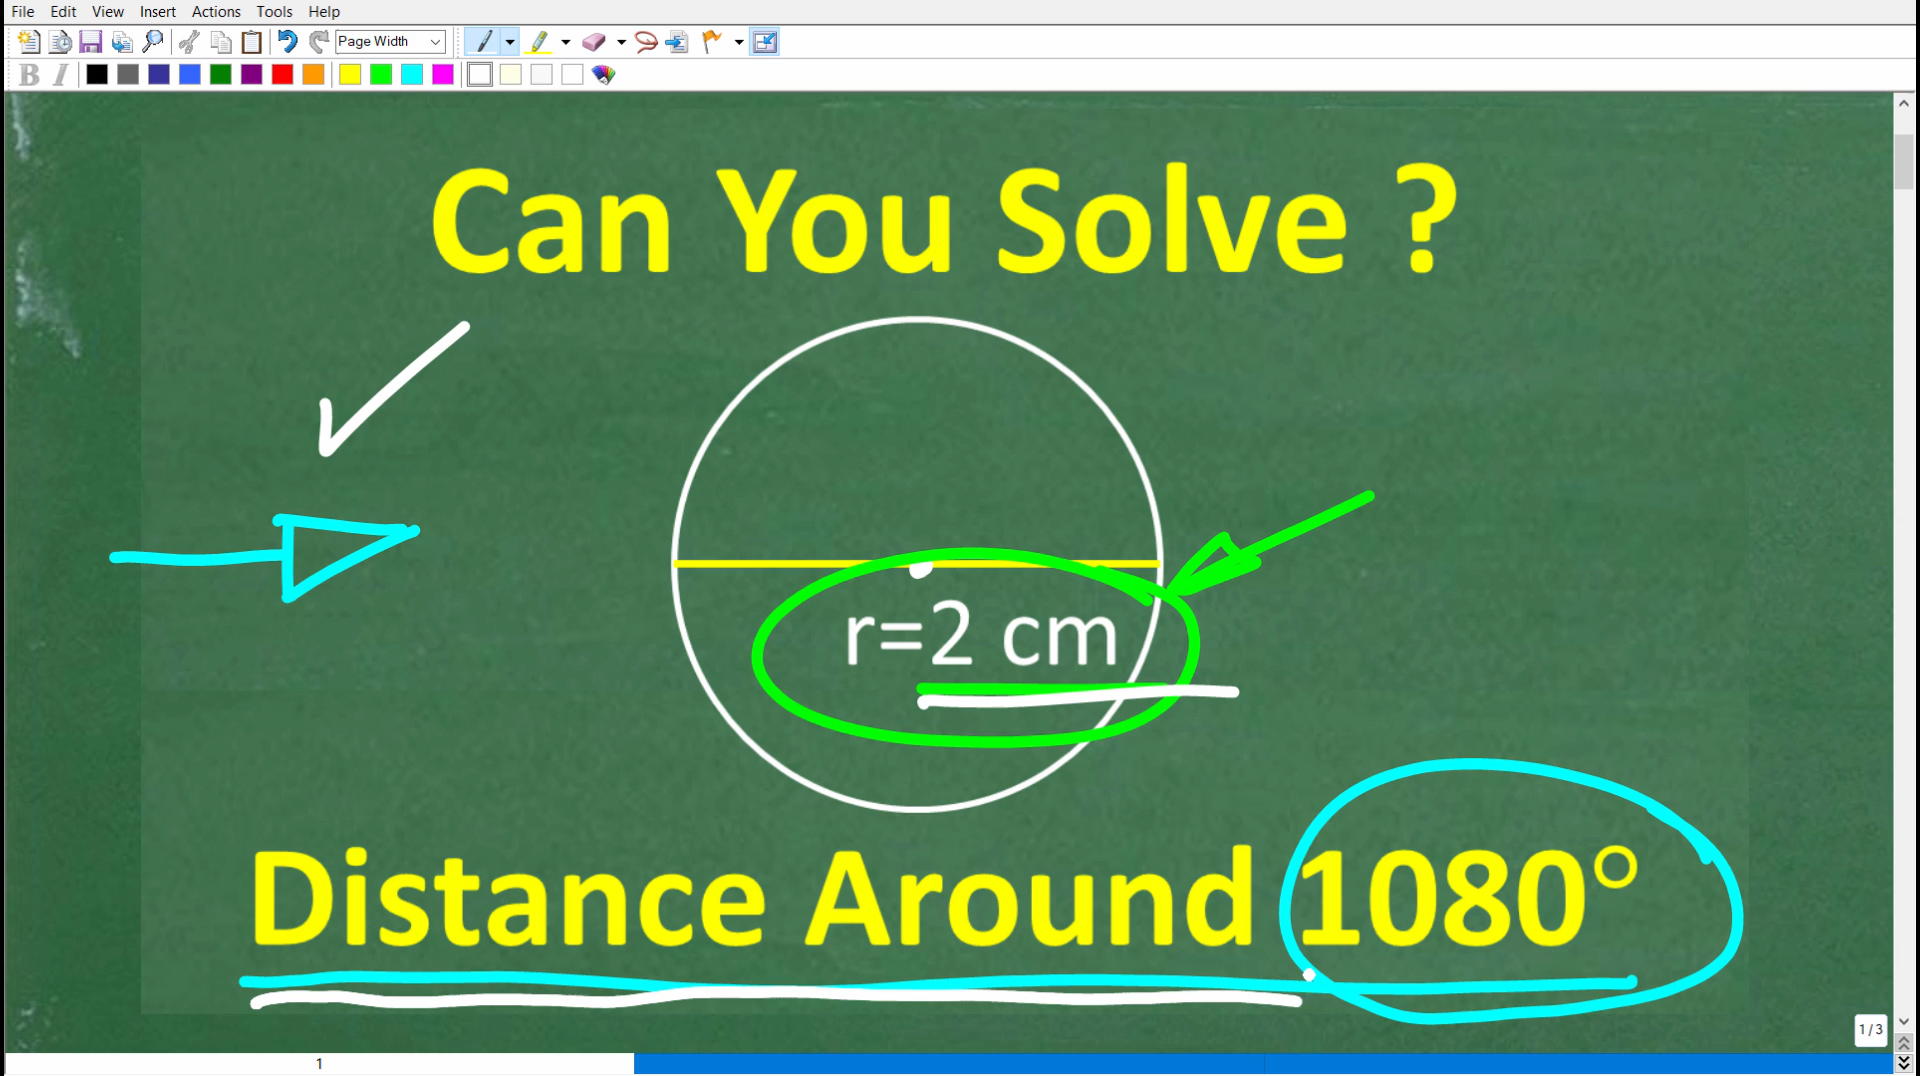 File Edit View Insert Actions Tools Help
Page Width
B I
Can You Solve ?
r=2 cm
Distance Around 1080°
1 / 3
1